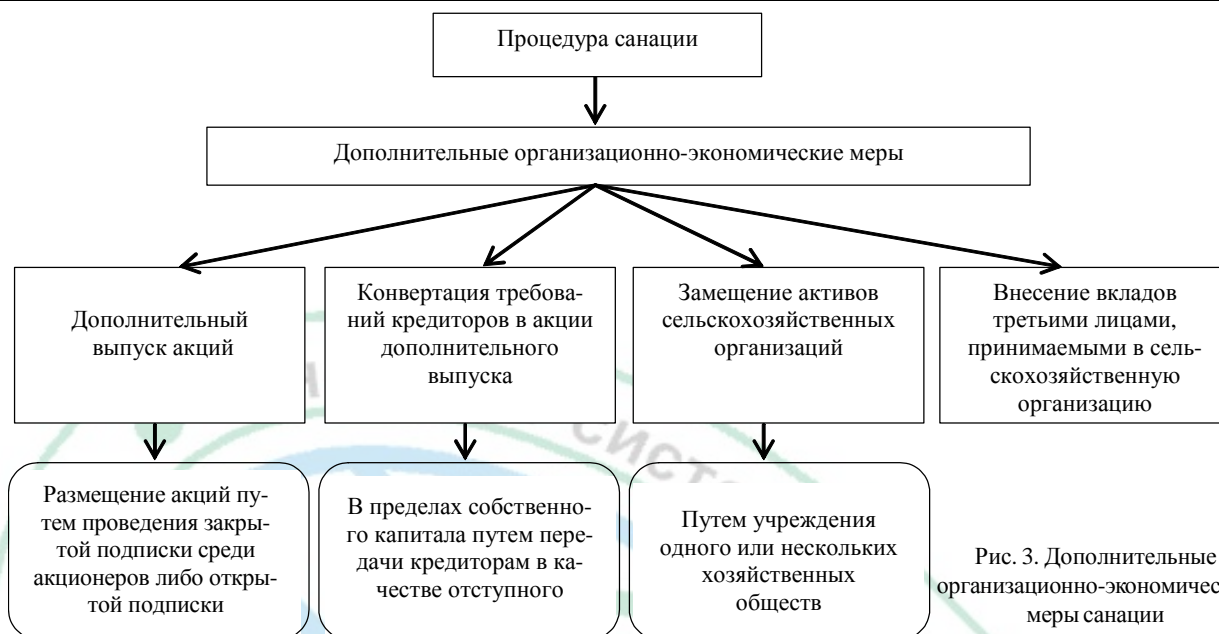 Процедура санации
Дополнительные организационно-экономические меры
Дополнительный
выпуск акций
Конвертация требова-
ний кредиторов в акции
дополнительного
выпуска
Замещение активов
сельскохозяйственных
организаций
Внесение вкладов
третьими лицами,
принимаемыми в сель-
скохозяйственную
организацию
Размещение акций пу-
тем проведения закры-
той подписки среди
акционеров либо откры-
той подписки
В пределах собственно-
го капитала путем пере-
дачи кредиторам в ка-
честве отступного
Путем учреждения
одного или нескольких
хозяйственных
обществ
Рис. 3. Дополнительные
организационно-экономичес
меры санации